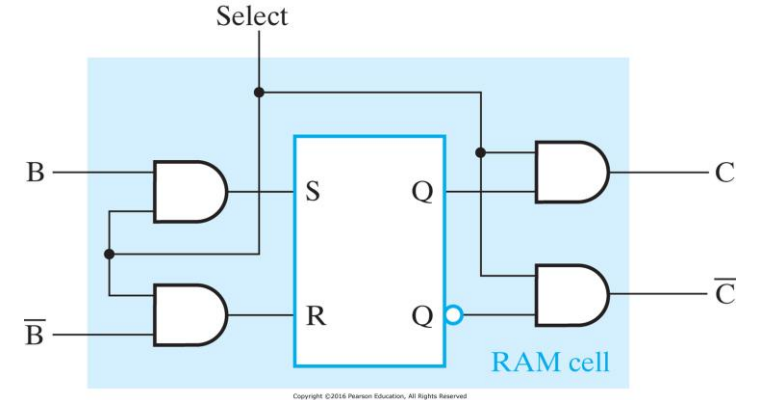 Select
B
S
Q
C
B̅
R
Q
C̅
RAM cell
Copyright ©2016 Pearson Education, All Rights Reserved